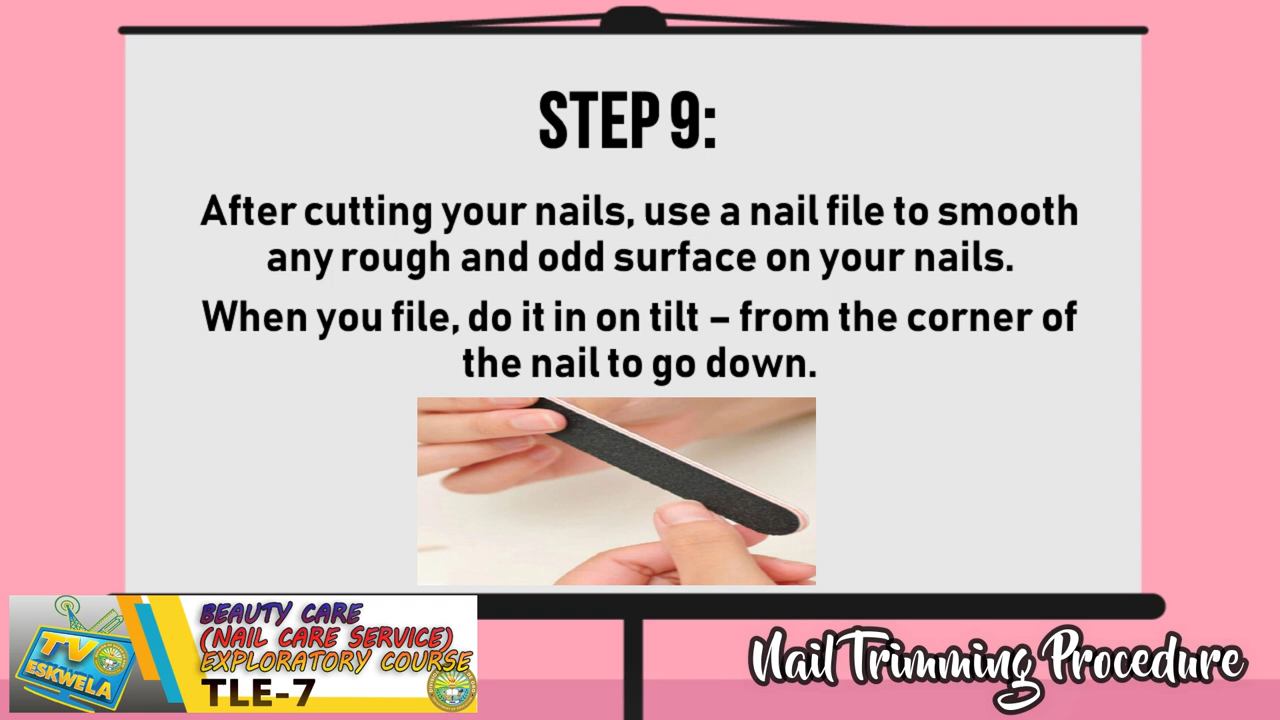 STEP 9:
After cutting your nails, use a nail file to smooth
any rough and odd surface on your nails.
When you file, do it in on tilt – from the corner of
the nail to go down.
TV
ESKWELA
BEAUTY CARE
(NAIL CARE SERVICE)
EXPLORATORY COURSE
TLE-7
Nail Trimming Procedure